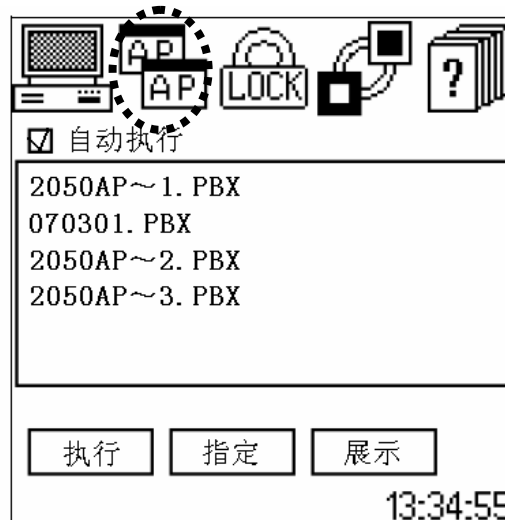 AP
AP
LOCK
?
自动执行
2050AP～1. PBX
070301. PBX
2050AP～2. PBX
2050AP～3. PBX
执行 指定 展示
13:34:55